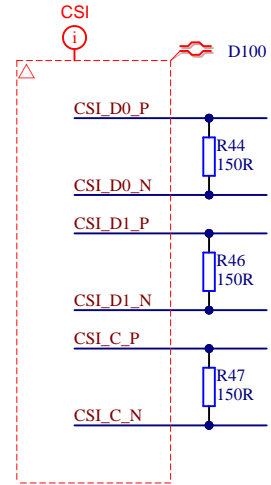 CSI
i
D100
CSI_D0_P
R44
150R
CSI_D0_N
CSI_D1_P
R46
150R
CSI_D1_N
CSI_C_P
R47
150R
CSI_C_N